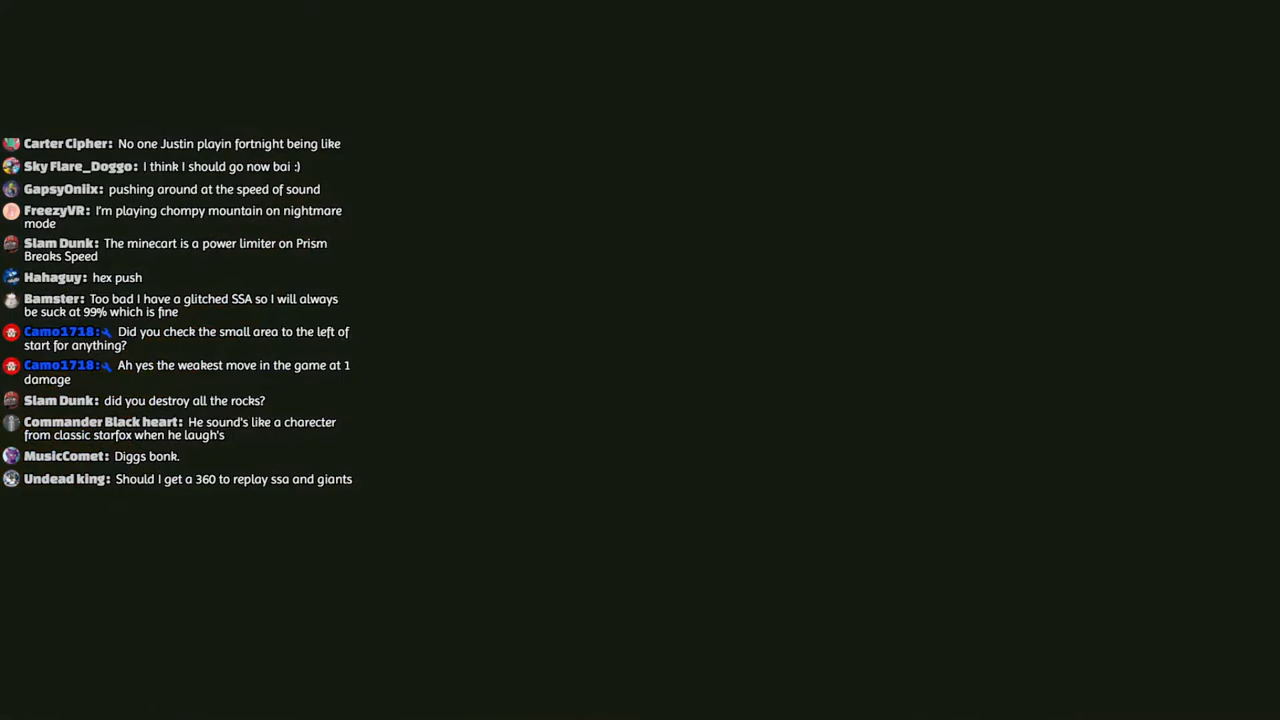 Carter Cipher: No one Justin playin fortnight being like
Sky Flare_Doggo: I think I should go now bai :)
GapsyOniix: pushing around at the speed of sound
FreezyVR: I'm playing chompy mountain on nightmare
mode
Slam Dunk: The minecart is a power limiter on Prism
Breaks Speed
Hahaguy: hex push
Bamster: Too bad I have a glitched SSA so I will always
be suck at 99% which is fine
Camo1718: Did you check the small area to the left of
start for anything?
Camo1718: Ah yes the weakest move in the game at 1
damage
Slam Dunk: did you destroy all the rocks?
Commander Black heart: He sound's like a charecter
from classic starfox when he laugh's
MusicComet: Diggs bonk.
Undead king: Should I get a 360 to replay ssa and giants